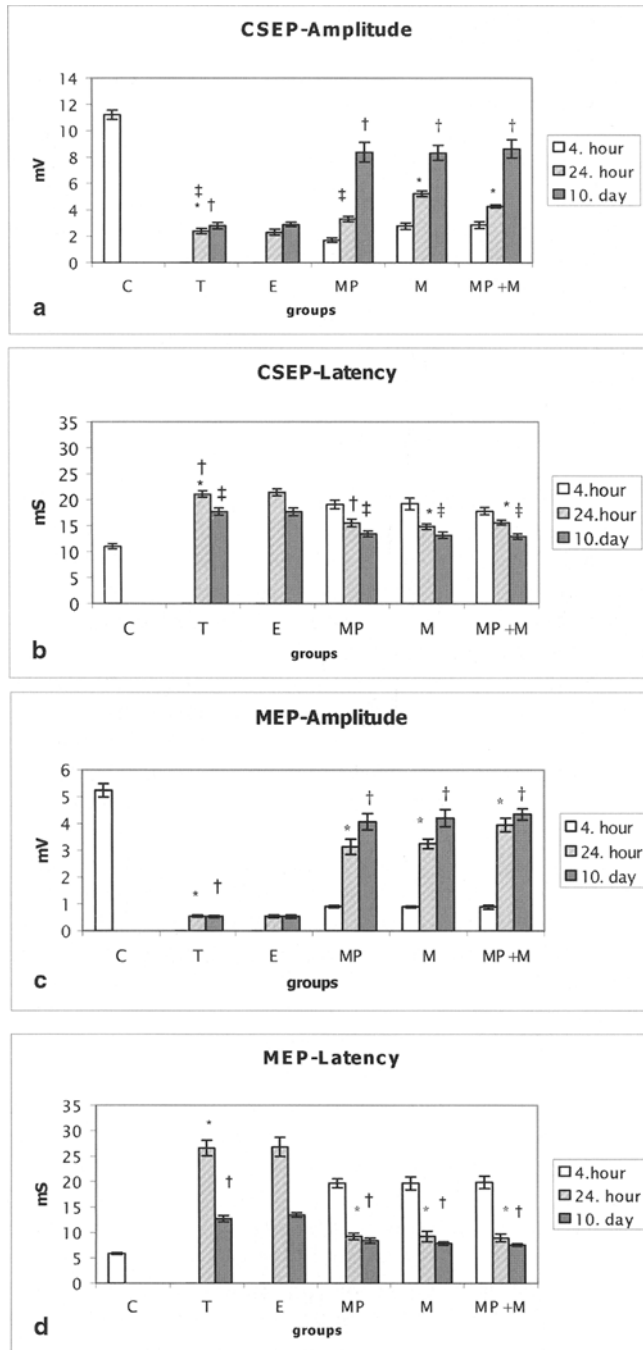 CSEP-Amplitude
14
12
10
8
6
4
2
0
mV
‡
* †
‡
†
*
†
*
†
C T E MP M MP +M
groups
4. hour
24. hour
10. day
a
CSEP-Latency
35
30
25
20
15
10
5
0
mS
†
* ‡
† ‡
* ‡
* ‡
C T E MP M MP +M
groups
4.hour
24.hour
10.day
b
MEP-Amplitude
6
5
4
3
2
1
0
mV
* †
* †
* †
* †
C T E MP M MP +M
groups
4. hour
24. hour
10. day
c
MEP-Latency
35
30
25
20
15
10
5
0
mS
*
†
* †
* †
* †
C T E MP M MP +M
groups
4.hour
24. hour
10. day
d